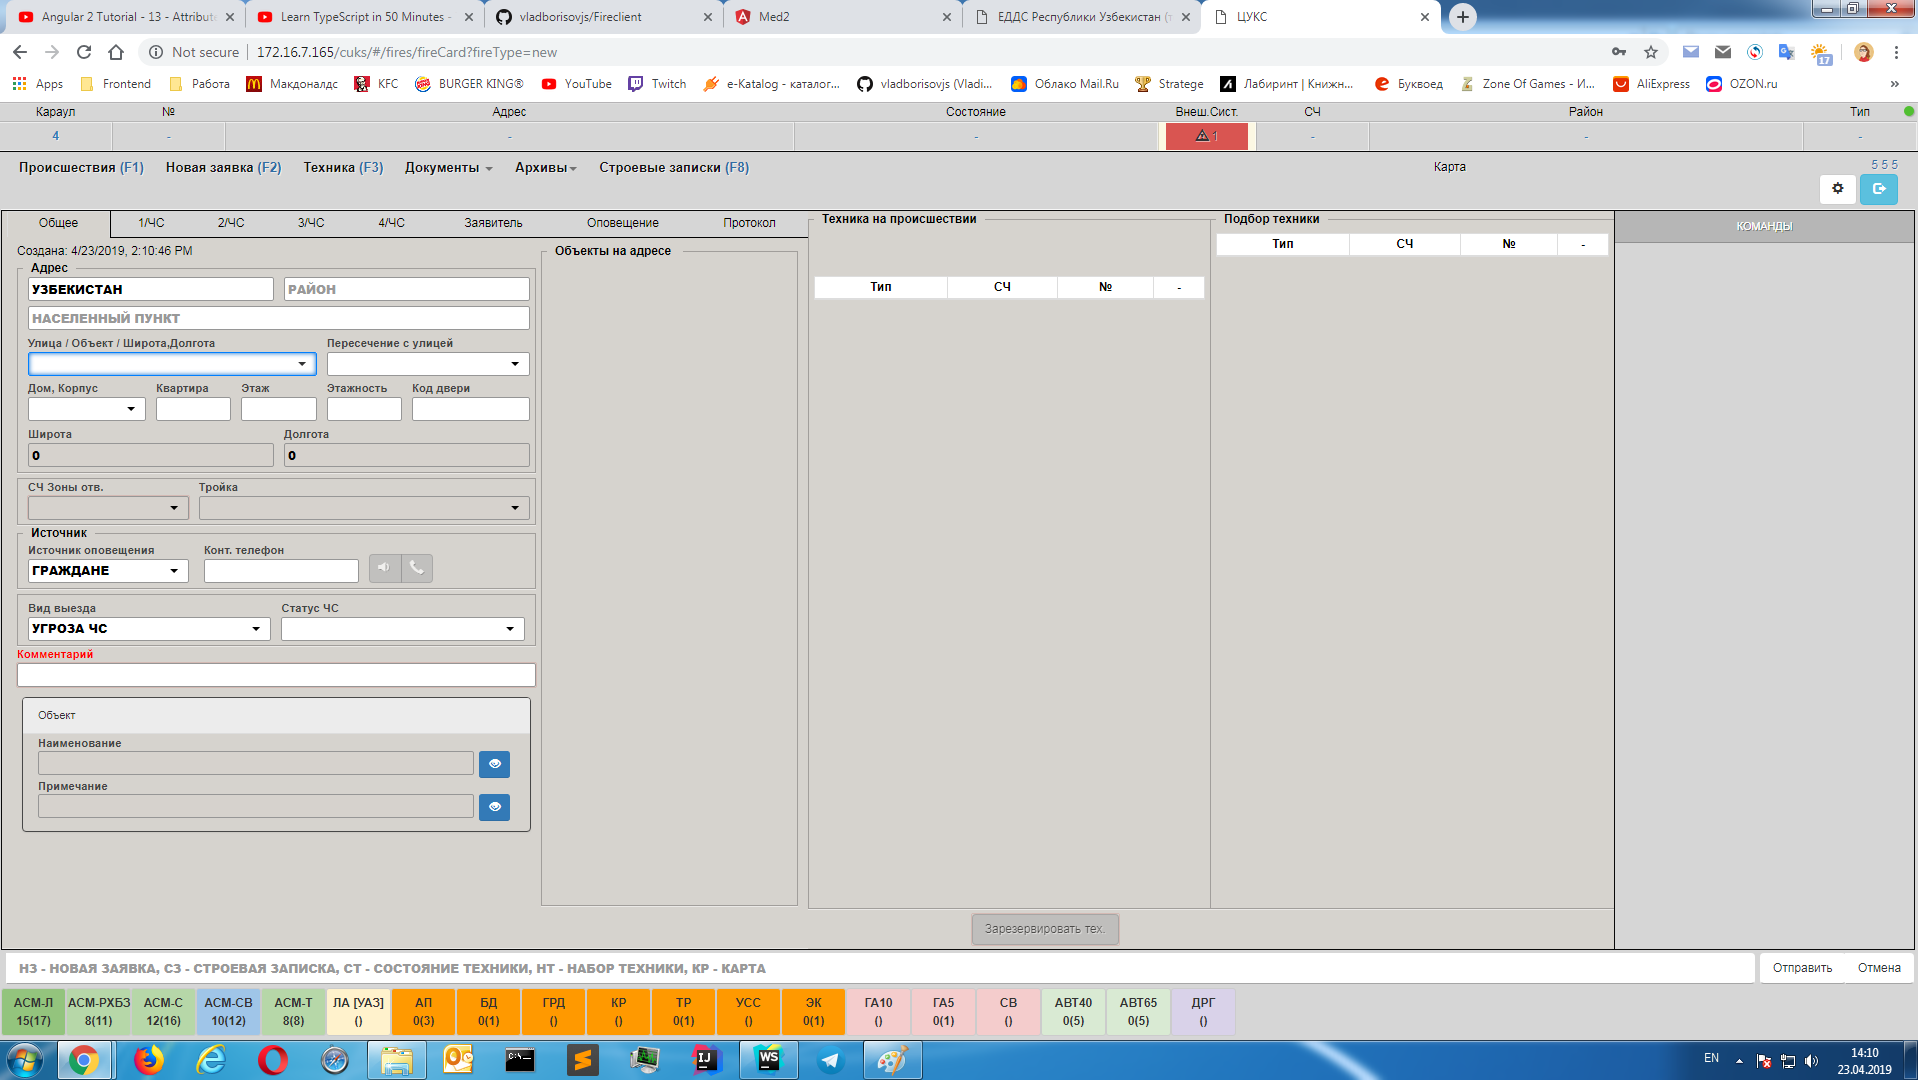 Angular 2 Tutorial - 13 - Attribut
Learn TypeScript in 50 Minutes -
vladborisovjs/Fireclient
Med2
ЕДДС Республики Узбекистан (т
ЦУКС
Not secure
172.16.7.165/cuks/#/fires/fireCard?fireType=new
17
Apps
Frontend
Работа
Макдоналдс
KFC
BURGER KING®
YouTube
Twitch
e-Katalog - каталог...
vladborisovjs (Vladi...
Облако Mail.Ru
Stratege
Лабиринт | Книжн...
Буквоед
Zone Of Games - И...
AliExpress
OZON.ru
»
Караул № Адрес Состояние Внеш.Сист. СЧ Район Тип
4 - - - 1 - - -
Происшествия (F1) Новая заявка (F2) Техника (F3) Документы Архивы Строевые записки (F8) Карта 5 5 5
Общее 1/ЧС 2/ЧС 3/ЧС 4/ЧС Заявитель Оповещение Протокол
Создана: 4/23/2019, 2:10:46 PM
Адрес
УЗБЕКИСТАН РАЙОН
НАСЕЛЕННЫЙ ПУНКТ
Улица / Объект / Широта,Долгота Пересечение с улицей
Дом, Корпус Квартира Этаж Этажность Код двери
Широта Долгота
0 0
СЧ Зоны отв. Тройка
Источник
Источник оповещения Конт. телефон
ГРАЖДАНЕ
Вид выезда Статус ЧС
УГРОЗА ЧС
Комментарий
Объект
Наименование
Примечание
Объекты на адресе
Техника на происшествии
Тип СЧ № -
Подбор техники
Тип СЧ № -
КОМАНДЫ
Зарезервировать тех.
НЗ - НОВАЯ ЗАЯВКА, СЗ - СТРОЕВАЯ ЗАПИСКА, СТ - СОСТОЯНИЕ ТЕХНИКИ, НТ - НАБОР ТЕХНИКИ, КР - КАРТА
Отправить Отмена
АСМ-Л АСМ-РХБЗ АСМ-С АСМ-СВ АСМ-Т ЛА [УАЗ] АП БД ГРД КР ТР УСС ЭК ГА10 ГА5 СВ АВТ40 АВТ65 ДРГ
15(17) 8(11) 12(16) 10(12) 8(8) () 0(3) 0(1) () () 0(1) () 0(1) () 0(1) () 0(5) 0(5) ()
C:\
IJ
WS
EN
14:10
23.04.2019